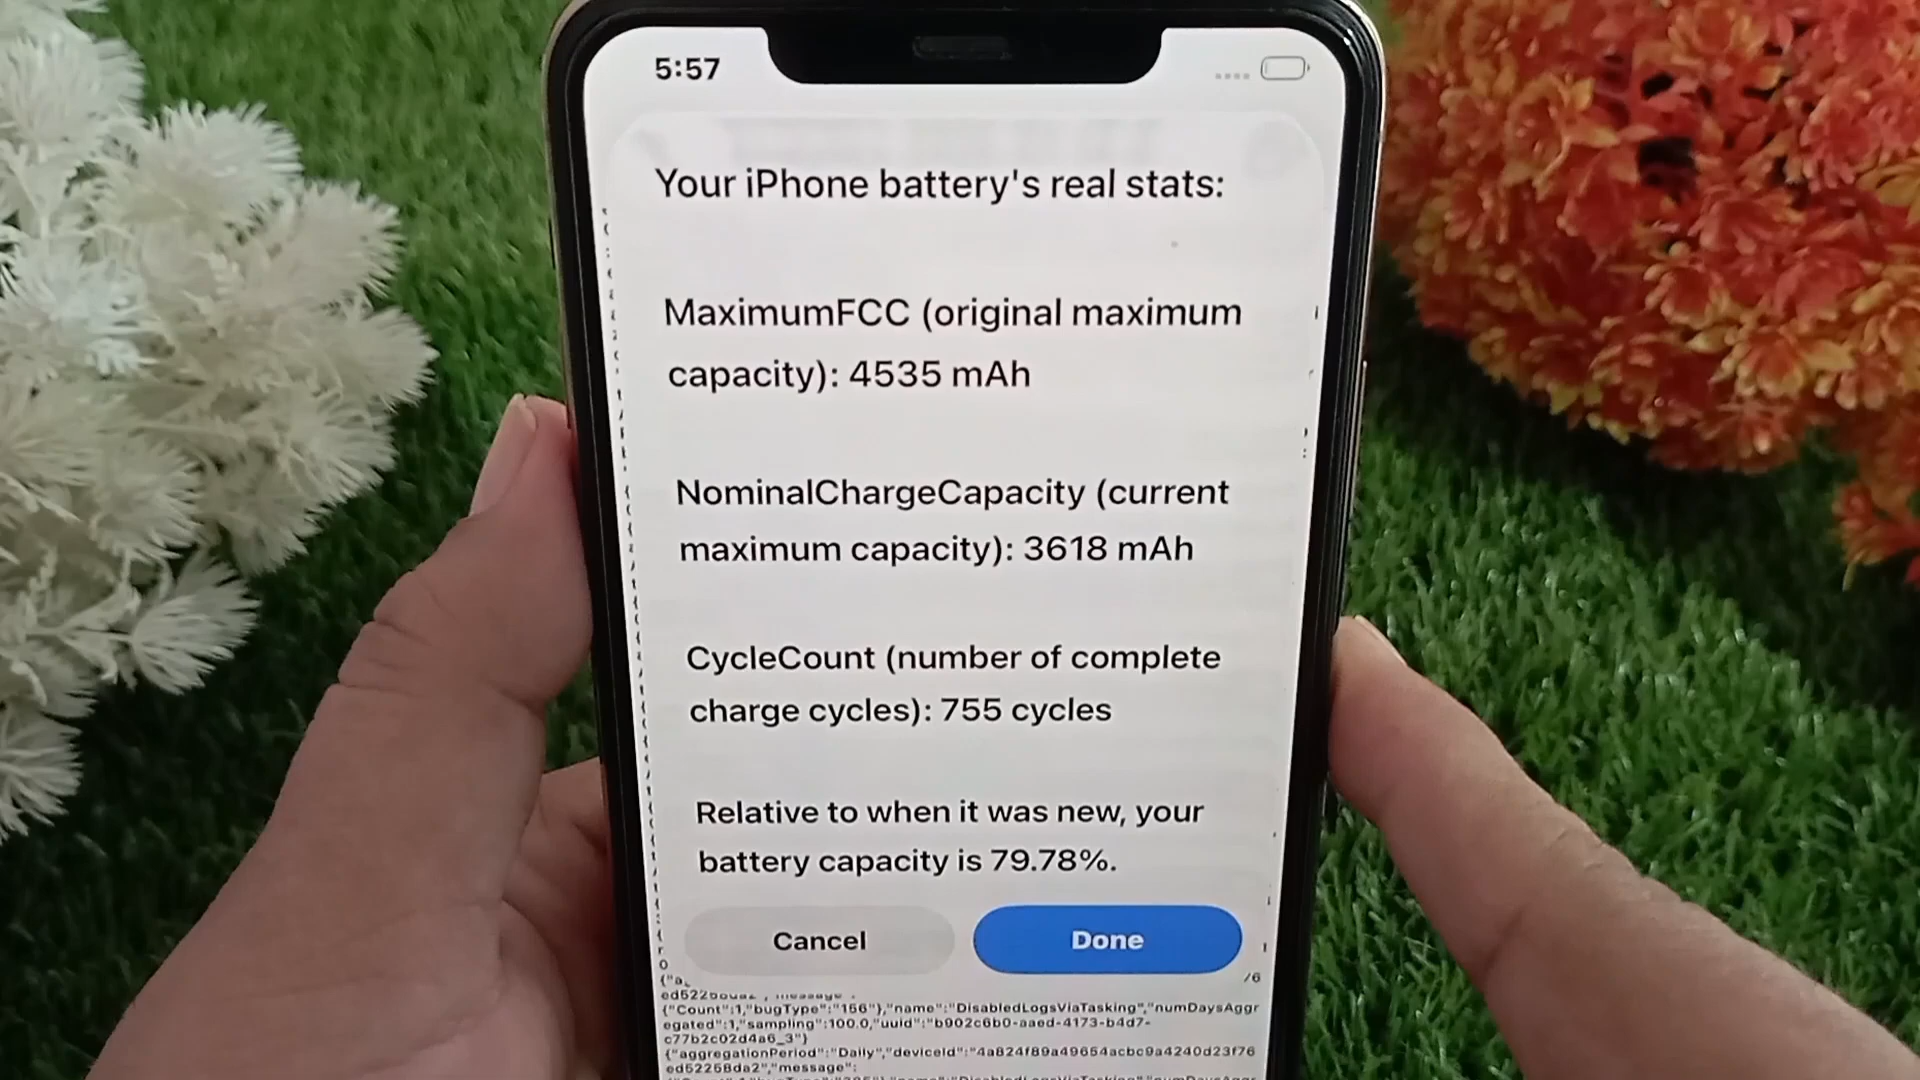 5:57
Your iPhone battery's real stats:
MaximumFCC (original maximum
capacity): 4535 mAh
NominalChargeCapacity (current
maximum capacity): 3618 mAh
CycleCount (number of complete
charge cycles): 755 cycles
Relative to when it was new, your
battery capacity is 79.78%.
Cancel
Done
{"Count":1,"bugType":"156"},"name":"DisabledLogsViaTasking","numDaysAggr
egated":1,"sampling":100.0,"uuid":"b902c6b0-aaed-4173-b4d7-
c77b2c02d4a6_3"}
{"aggregationPeriod":"Daily","deviceId":"4a824f89a49654acbc9a4240d23f76
ed52258da2","message":